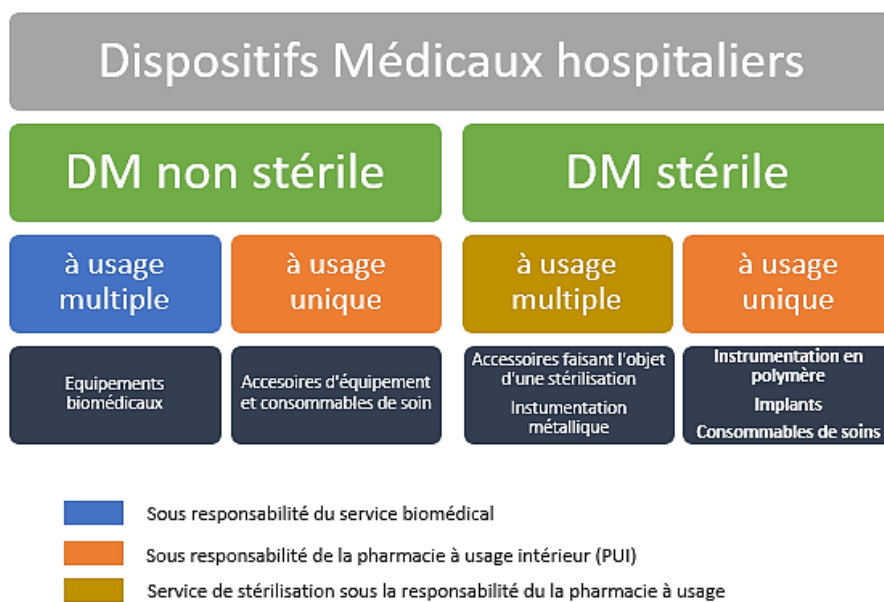 Dispositifs Médicaux hospitaliers
DM non stérile
DM stérile
à usage
multiple
à usage
unique
à usage
multiple
à usage
unique
Equipements
biomédicaux
Accesoires d'équipement
et consommables de soin
Accessoires faisant l'objet
d'une stérilisation
Instumentation
métallique
Instrumentation en
polymère
Implants
Consommables de soins
Sous responsabilité du service biomédical
Sous responsabilité de la pharmacie à usage intérieur (PUI)
Service de stérilisation sous la responsabilité du la pharmacie à usage